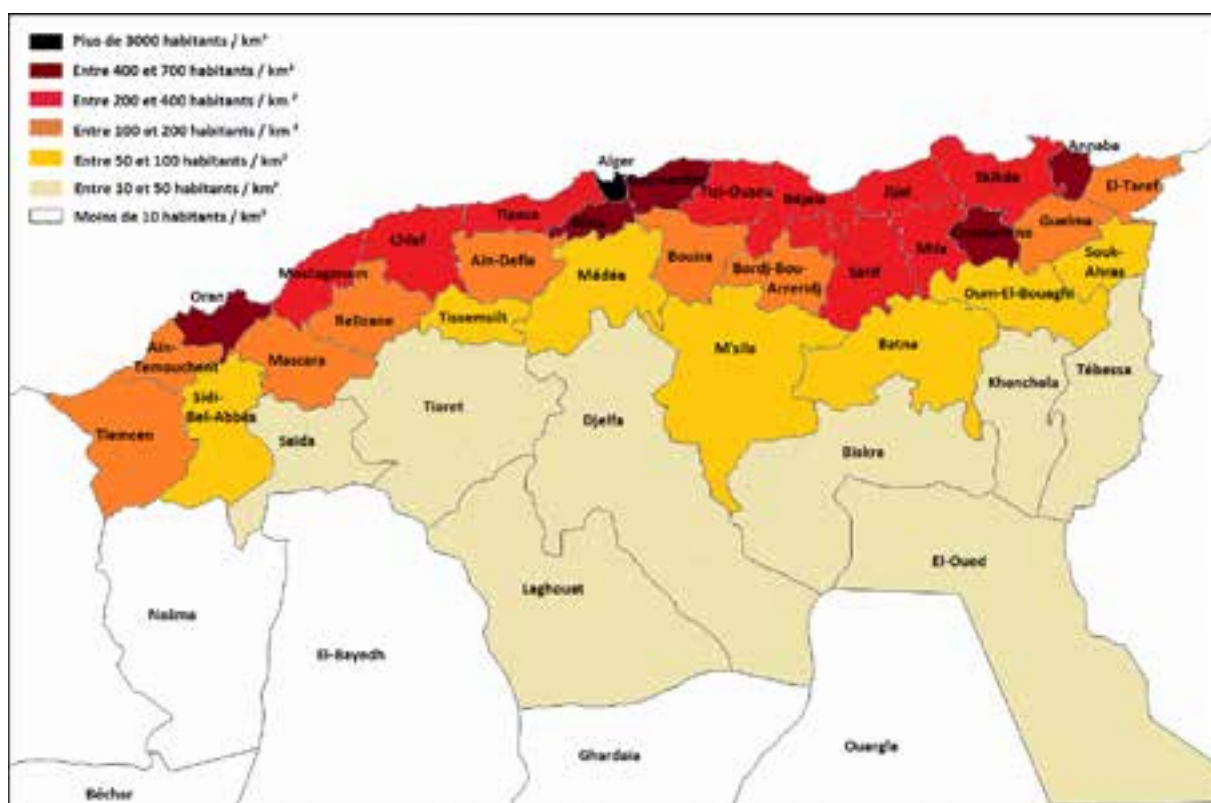 Plus de 3000 habitants / km²
Entre 400 et 700 habitants / km²
Entre 200 et 400 habitants / km²
Entre 100 et 200 habitants / km²
Entre 50 et 100 habitants / km²
Entre 10 et 50 habitants / km²
Moins de 10 habitants / km²
Alger
Annaba
Skikda
El-Taref
Tizi-Ouzou
Béjaia
Jijel
Tipaza
Guelma
Chlef
Mila
Constantine
Souk-
Ahras
Ain-Defla
Médéa
Bouira
Bordj-Bou-
Arreridj
Sétif
Mostaganem
Oum-El-Bouaghi
Oran
Relizane
Tissemsilt
M'sila
Batna
Ain-
Temouchent
Mascara
Khenchela
Tébessa
Sidi-
Bel-Abbés
Tiaret
Djelfa
Tlemcen
Saida
Biskra
El-Oued
Laghouat
Naâma
El-Bayedh
Ouargla
Ghardaia
Béchar